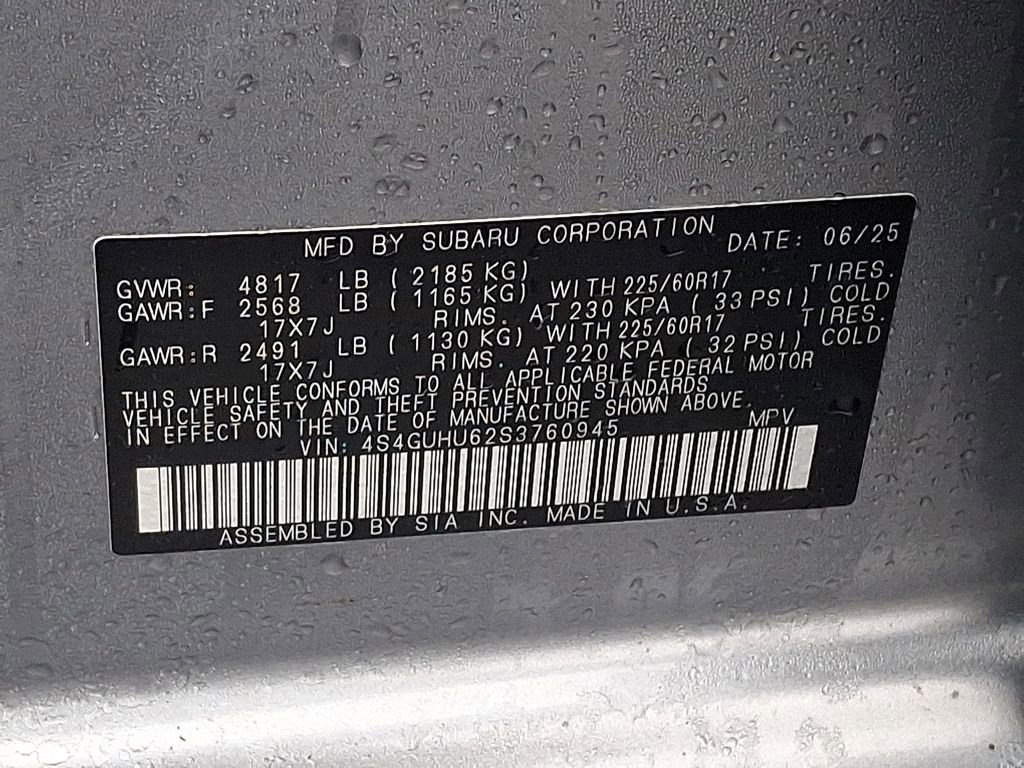 MFD BY SUBARU CORPORATION DATE: 06/25
GVWR: 4817 LB ( 2185 KG)
GAWR:F 2568 LB ( 1165 KG) WITH 225/60R17 TIRES.
17X7J RIMS. AT 230 KPA ( 33 PSI) COLD
GAWR:R 2491 LB ( 1130 KG) WITH 225/60R17 TIRES.
17X7J RIMS. AT 220 KPA ( 32 PSI) COLD
THIS VEHICLE CONFORMS TO ALL APPLICABLE FEDERAL MOTOR
VEHICLE SAFETY AND THEFT PREVENTION STANDARDS
IN EFFECT ON THE DATE OF MANUFACTURE SHOWN ABOVE.
VIN: 4S4GUHU62S3760945 MPV
ASSEMBLED BY SIA INC. MADE IN U.S.A.